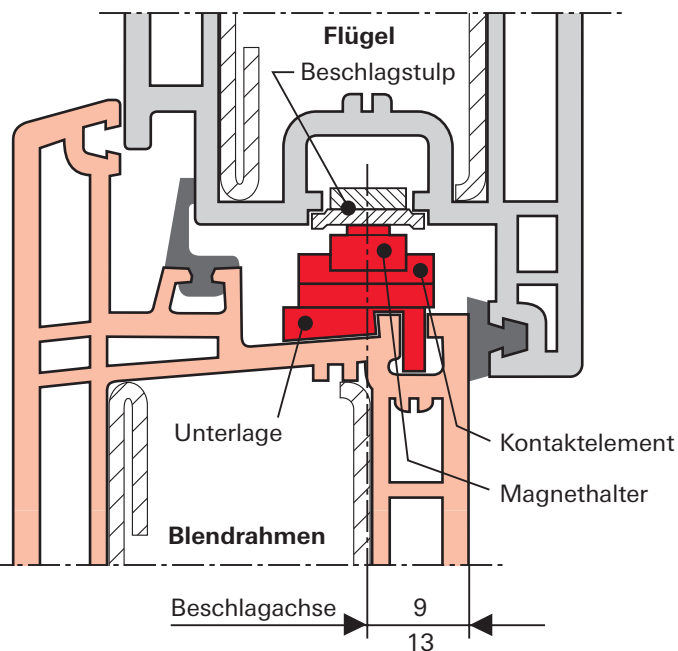 Flügel
Beschlagstulp
Unterlage
Kontaktelement
Magnethalter
Blendrahmen
Beschlagachse 9
13